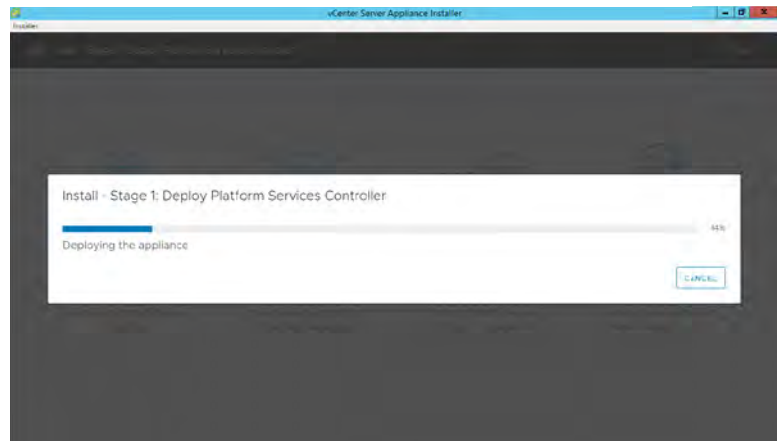 vCenter Server Appliance Installer
Installer
Install - Stage 1: Deploy Platform Services Controller
Deploying the appliance
CANCEL